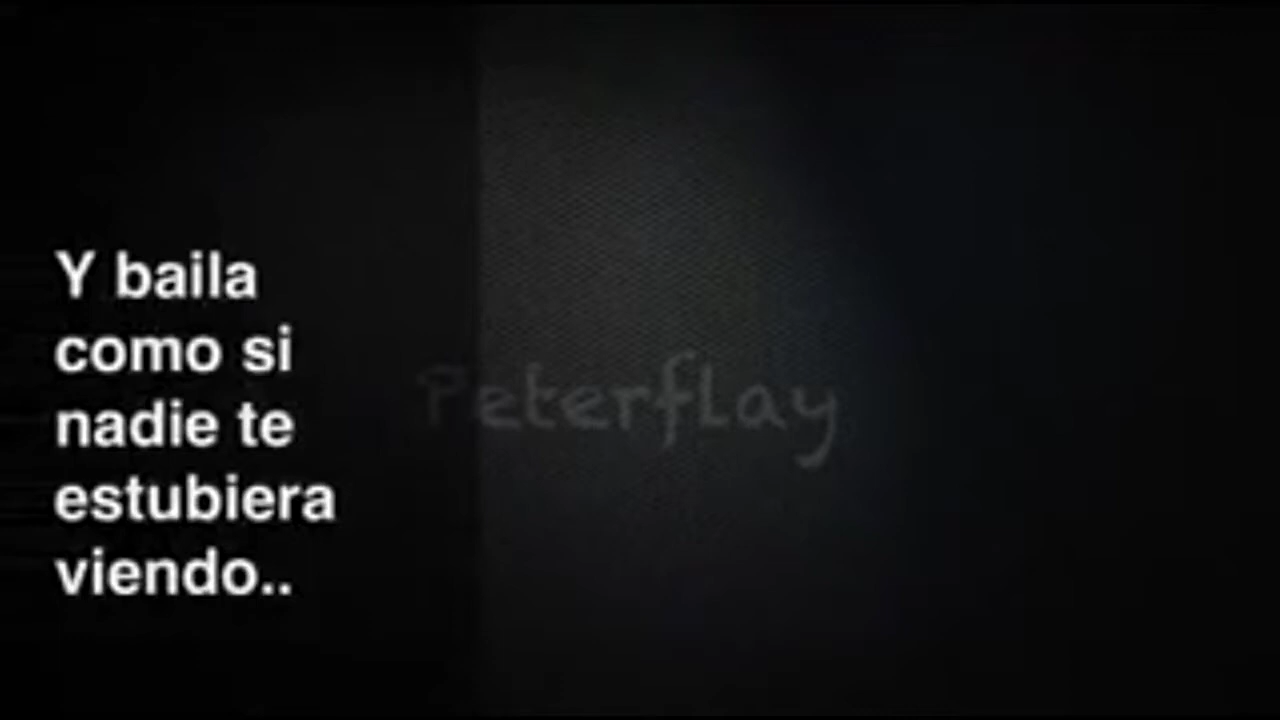 Y baila
como si
nadie te
estubiera
viendo..
Peterflay